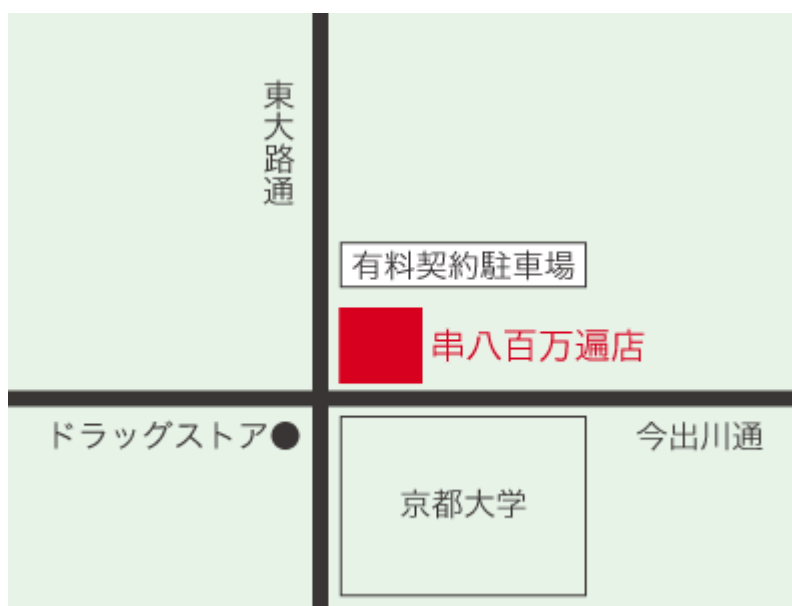 東大路通
有料契約駐車場
串八百万遍店
ドラッグストア●
今出川通
京都大学